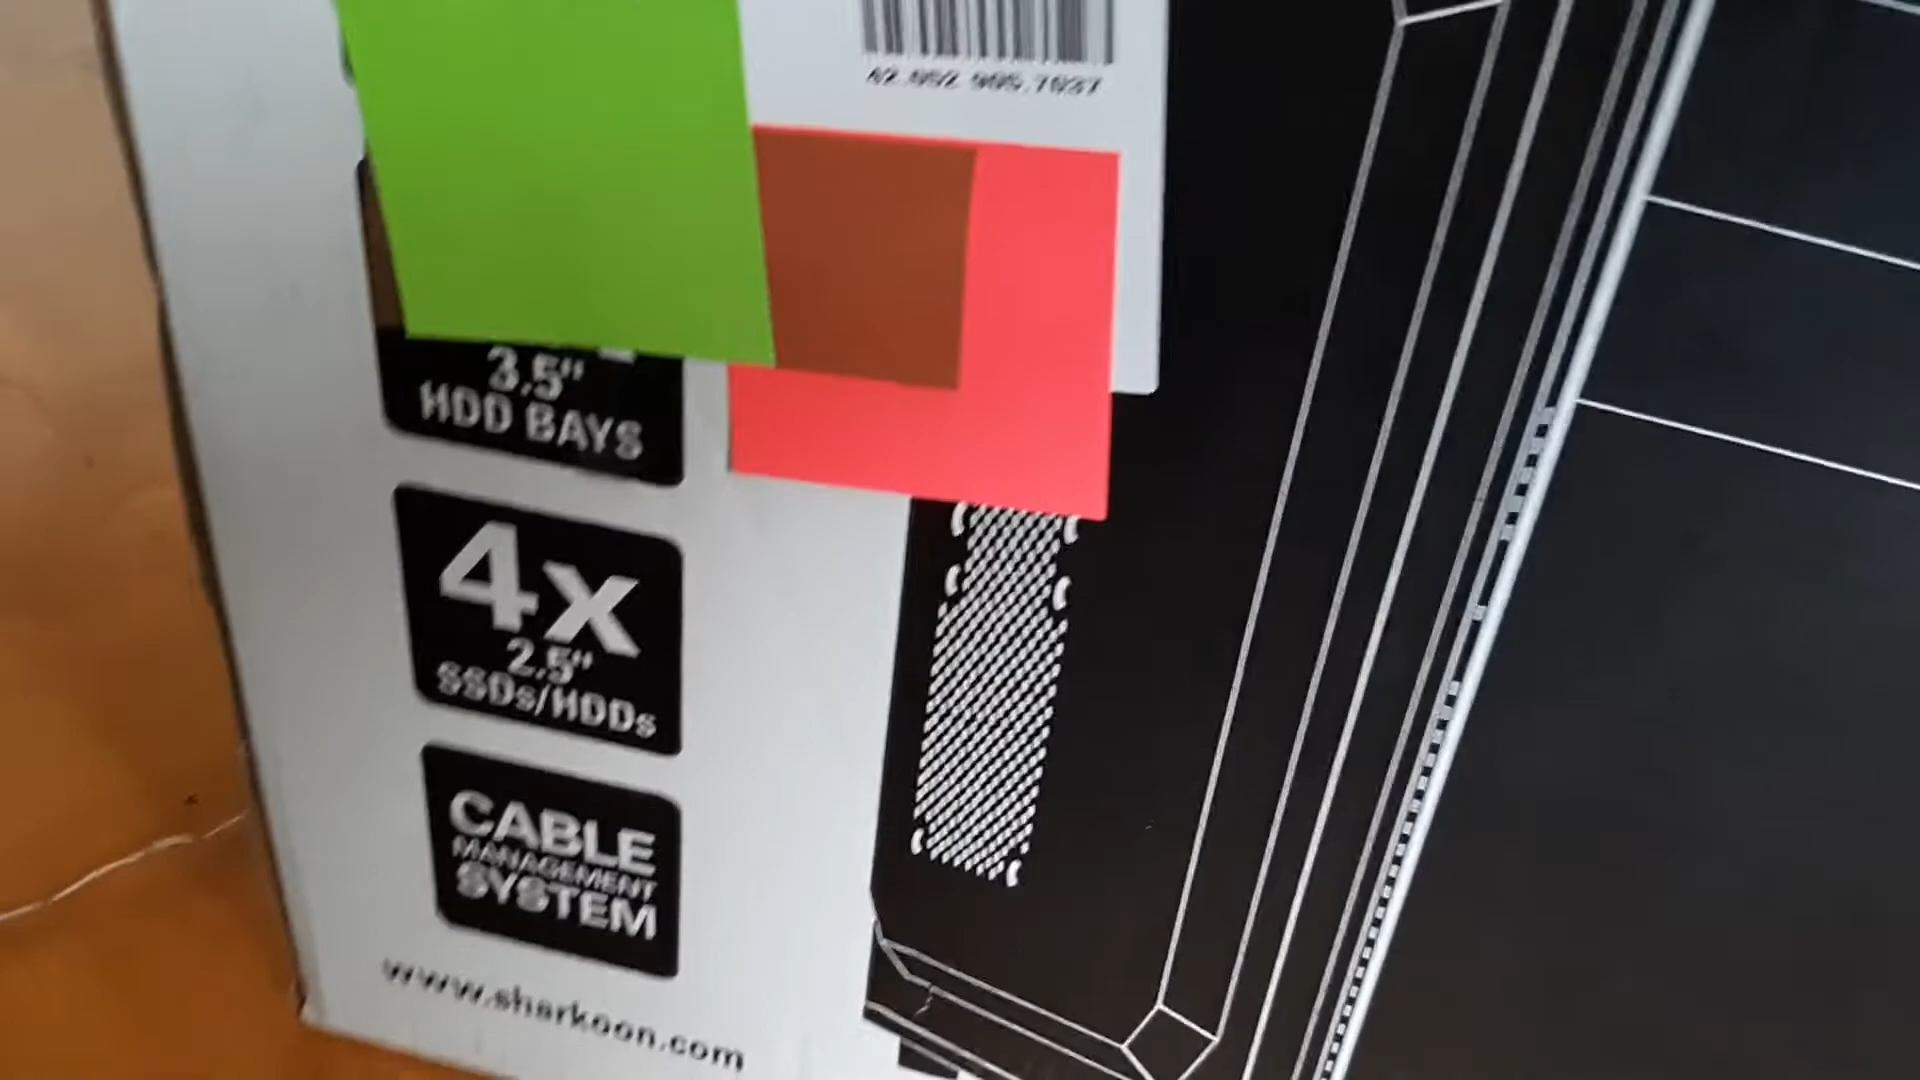 3.5"
HDD BAYS
4x
2.5"
SSDs/HDDs
CABLE
MANAGEMENT
SYSTEM
www.sharkoon.com